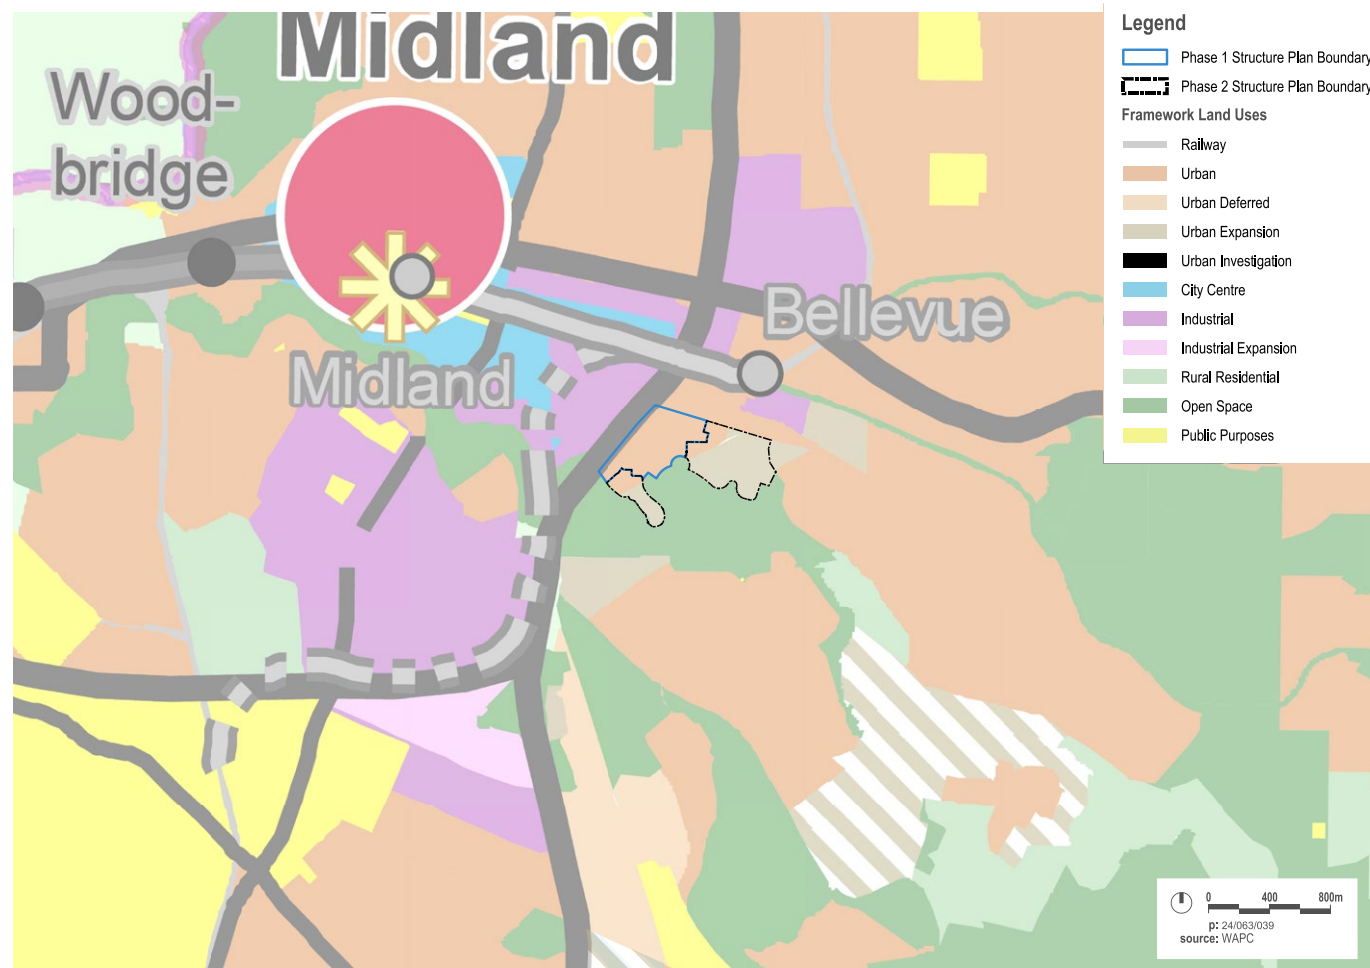 Midland
Wood-
bridge
Bellevue
Midland
Legend
Phase 1 Structure Plan Boundary
Phase 2 Structure Plan Boundary
Framework Land Uses
Railway
Urban
Urban Deferred
Urban Expansion
Urban Investigation
City Centre
Industrial
Industrial Expansion
Rural Residential
Open Space
Public Purposes
0 400 800m
p: 24/063/039
source: WAPC